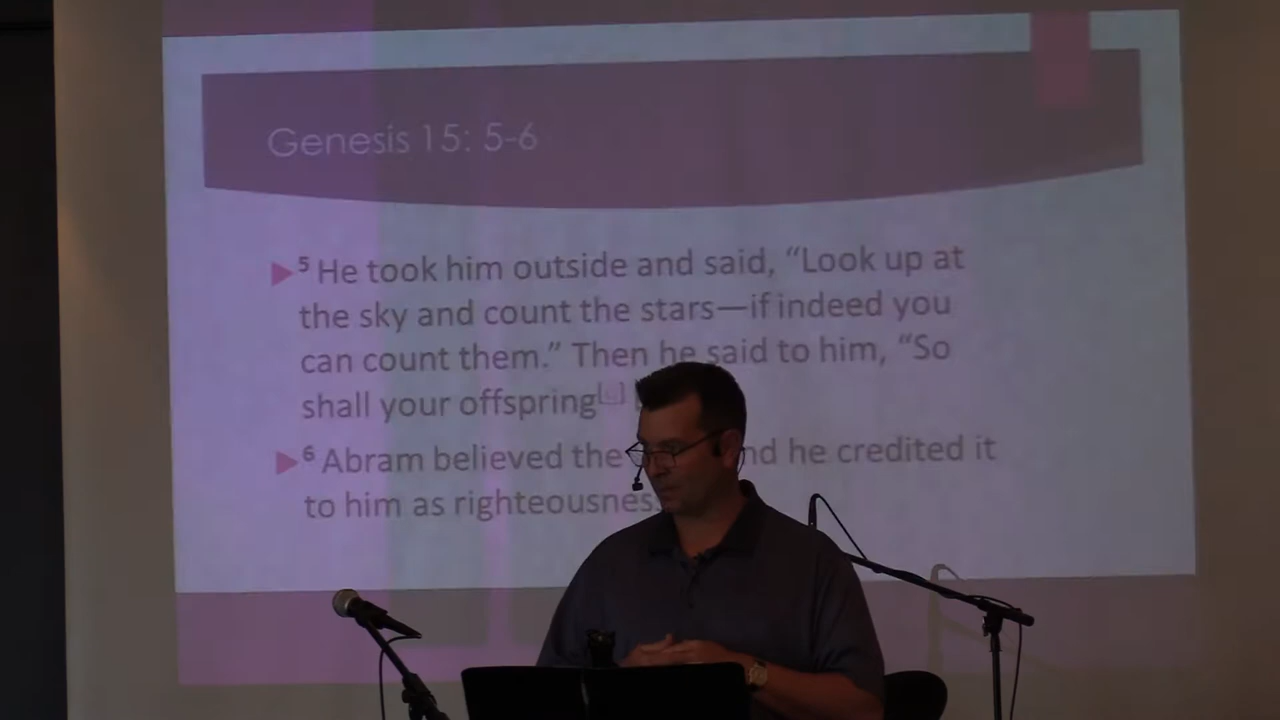 Genesis 15: 5-6
5 He took him outside and said, “Look up at
the sky and count the stars—if indeed you
can count them.” Then he said to him, “So
shall your offspring
6 Abram believed the nd he credited it
to him as righteousness